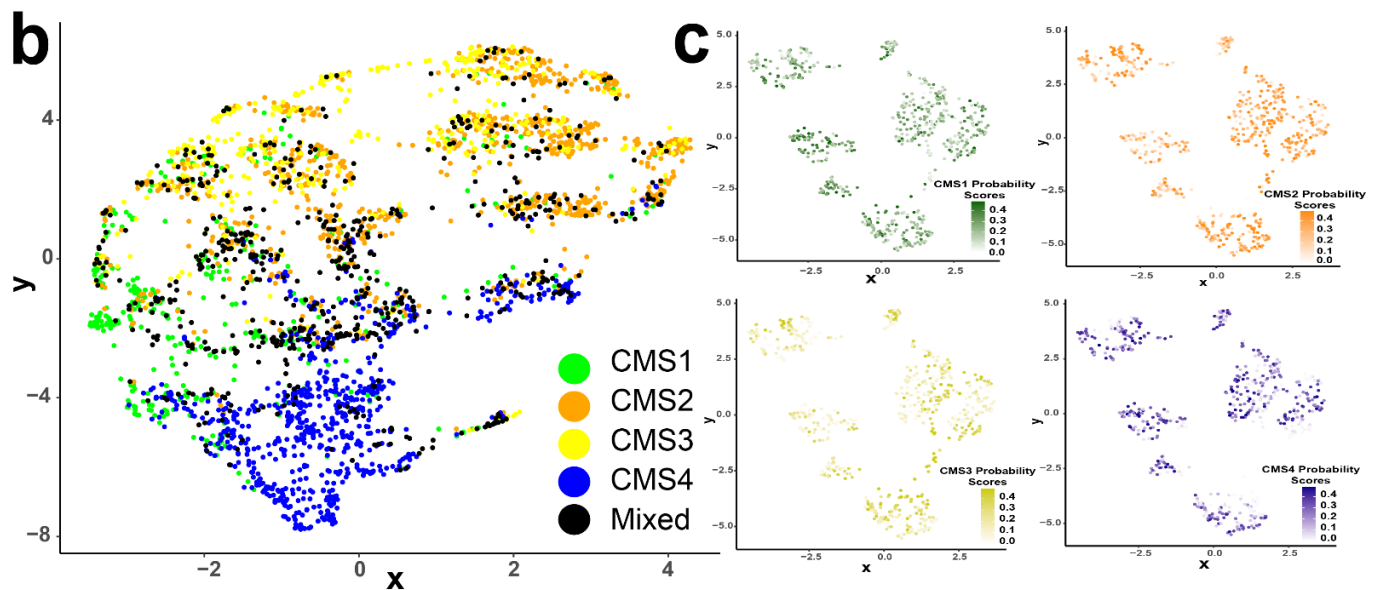 b
4
0
−4
−8
y
−2
0
2
4
x
CMS1
CMS2
CMS3
CMS4
Mixed
c
5.0
2.5
0.0
−2.5
−5.0
y
−2.5
0.0
2.5
x
CMS1 Probability
Scores
0.4
0.3
0.2
0.1
0.0
5.0
2.5
0.0
−2.5
−5.0
y
−2.5
0.0
2.5
x
CMS2 Probability
Scores
0.4
0.3
0.2
0.1
0.0
5.0
2.5
0.0
−2.5
−5.0
y
−2.5
0.0
2.5
x
CMS3 Probability
Scores
0.4
0.3
0.2
0.1
0.0
5.0
2.5
0.0
−2.5
−5.0
y
−2.5
0.0
2.5
x
CMS4 Probability
Scores
0.4
0.3
0.2
0.1
0.0